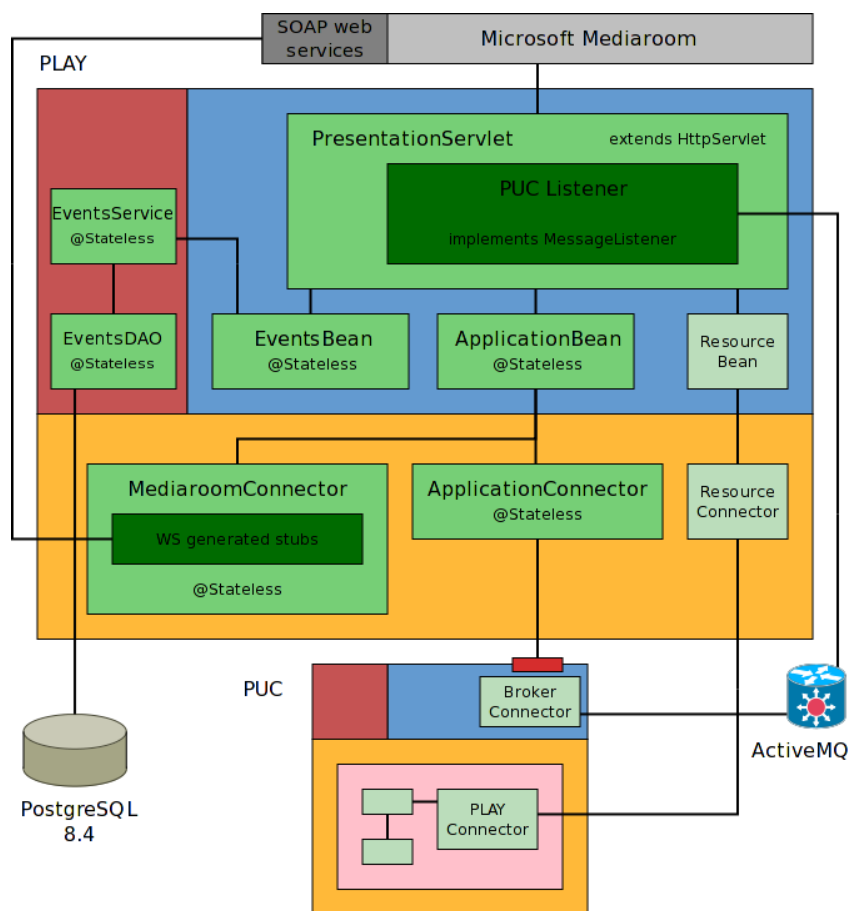 SOAP web
services
Microsoft Mediaroom
PLAY
PresentationServlet
extends HttpServlet
PUC Listener
implements MessageListener
EventsService
@Stateless
EventsDAO
@Stateless
EventsBean
@Stateless
ApplicationBean
@Stateless
Resource
Bean
MediaroomConnector
WS generated stubs
@Stateless
ApplicationConnector
@Stateless
Resource
Connector
PUC
Broker
Connector
ActiveMQ
PLAY
Connector
PostgreSQL
8.4